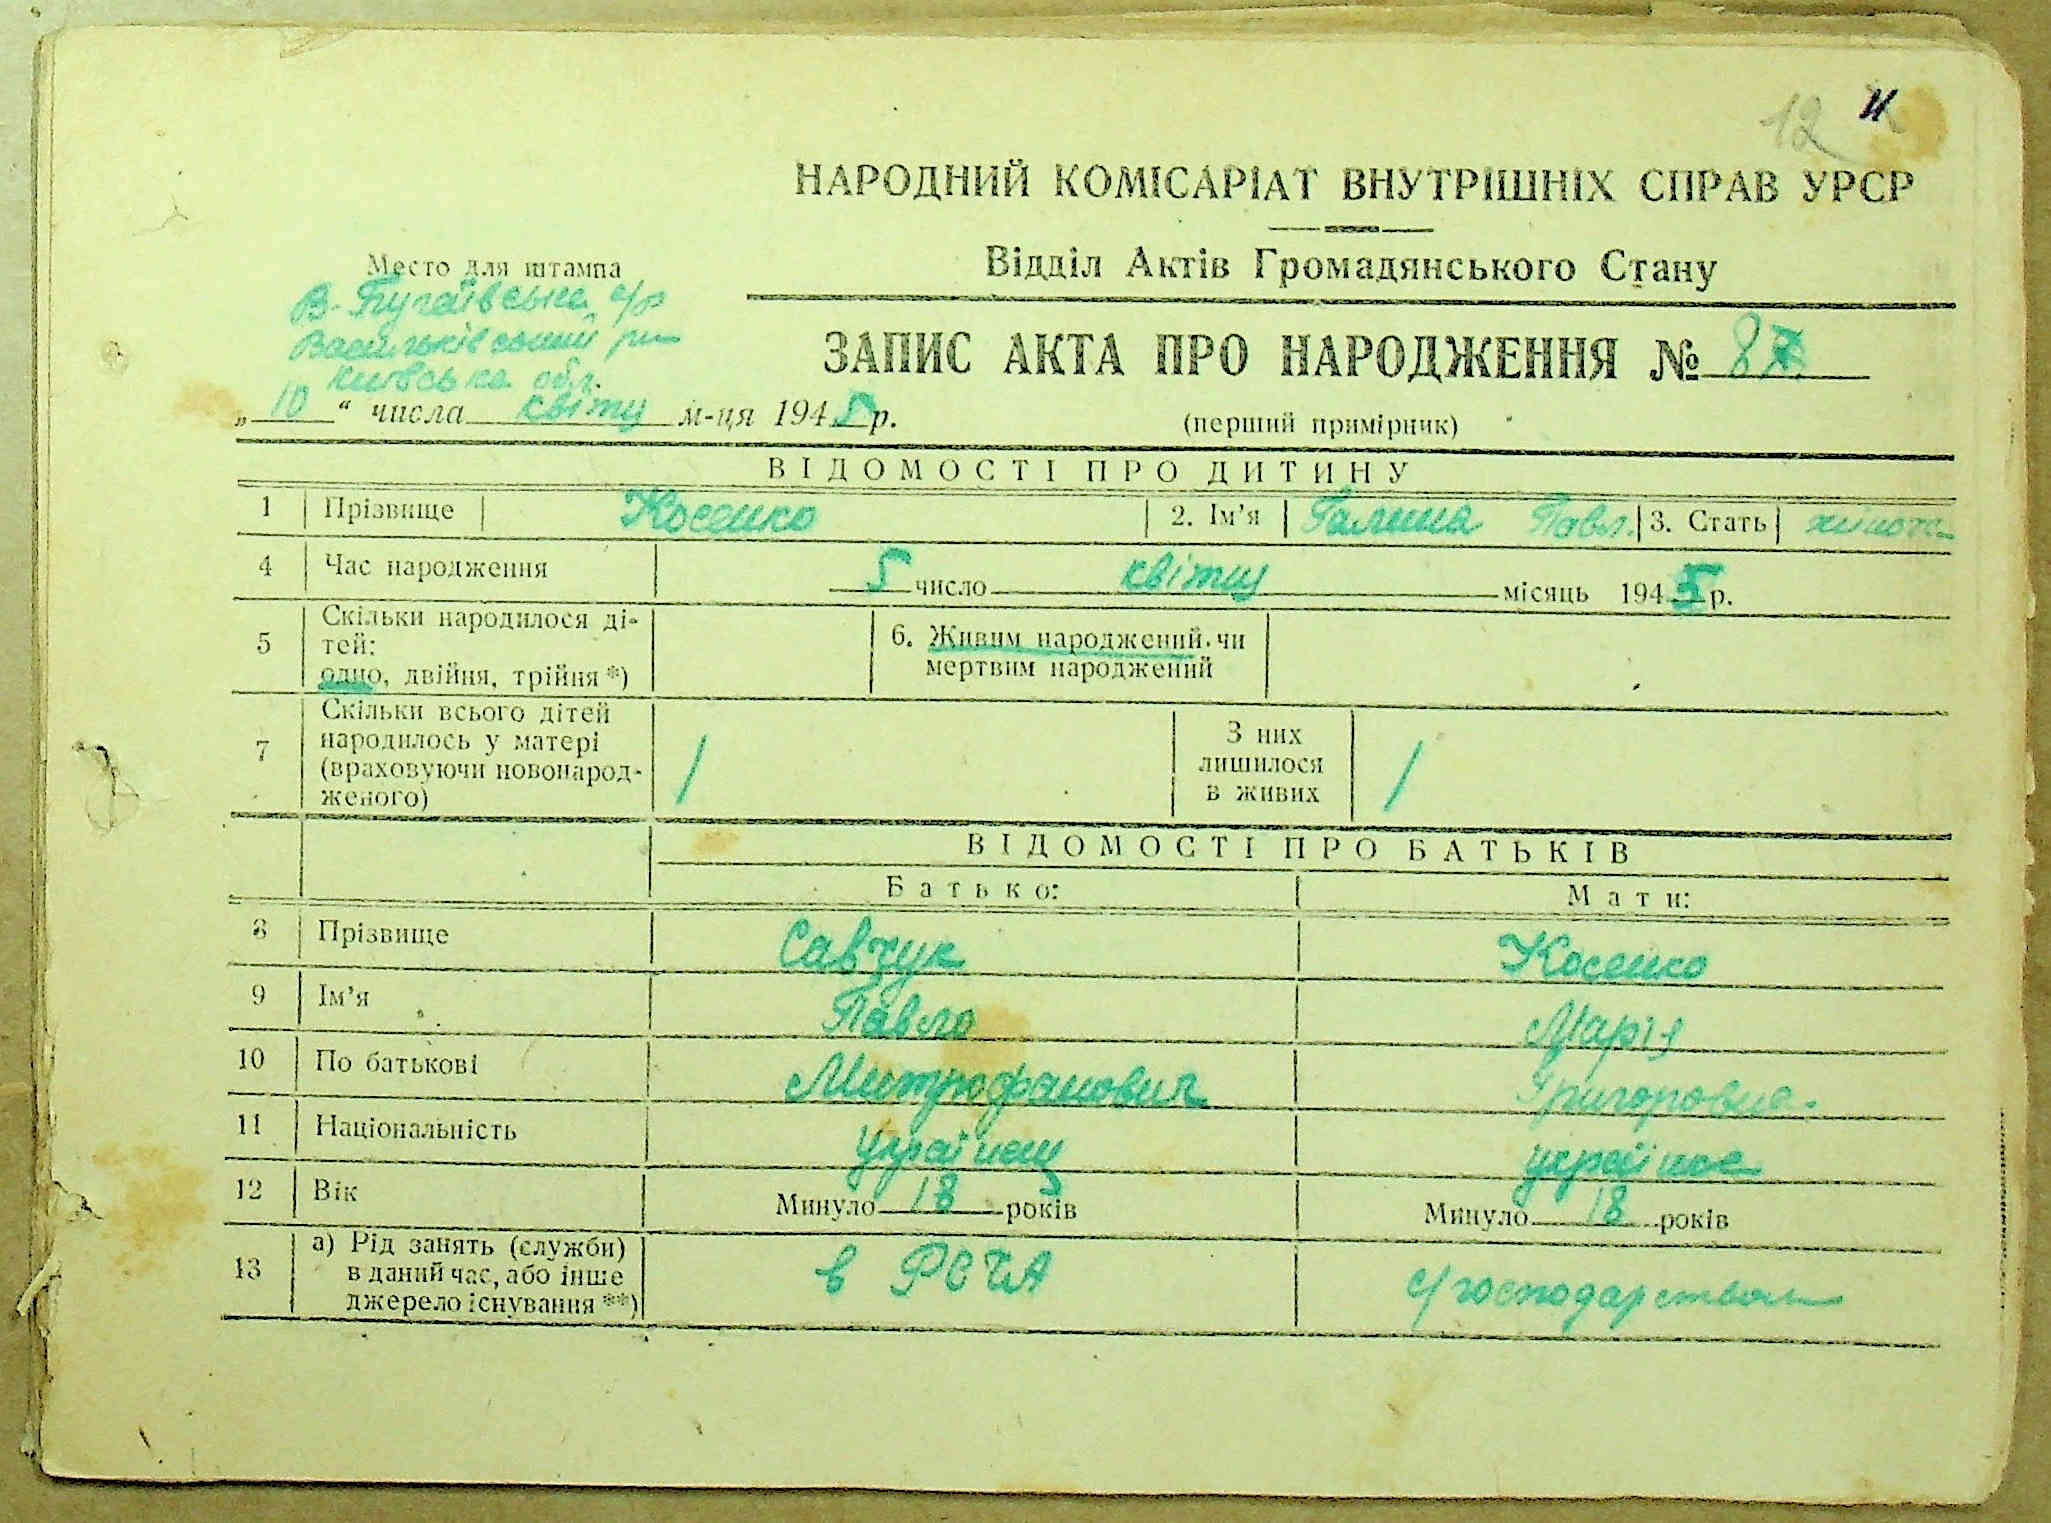 12 11
НАРОДНИЙ КОМІСАРІАТ ВНУТРІШНІХ СПРАВ УРСР
Відділ Актів Громадянського Стану
Место для штампа
В-Бугаївська с/р
Васильківський р-н
Київська обл.
ЗАПИС АКТА ПРО НАРОДЖЕННЯ № 8
„ 10 “ числа квітня м-ця 1945 р.
(перший примірник)
ВІДОМОСТІ ПРО ДИТИНУ
1 Прізвище Косенко 2. Ім'я Галина Павл. 3. Стать жіноча
4 Час народження 5 число квітня місяць 1945 р.
5 Скільки народилося дітей: одно, двійня, трійня *) 6. Живим народжений чи мертвим народжений
7 Скільки всього дітей народилось у матері (враховуючи новонародженого) 1 З них лишилося в живих 1
ВІДОМОСТІ ПРО БАТЬКІВ
Батько: Мати:
8 Прізвище Савчук Косенко
9 Ім'я Павло Марія
10 По батькові Митрофанович Григоровна
11 Національність українец україн
12 Вік Минуло 18 років Минуло 18 років
13 а) Рід занять (служби) в даний час, або інше джерело існування **) в РСЧА с/господарством